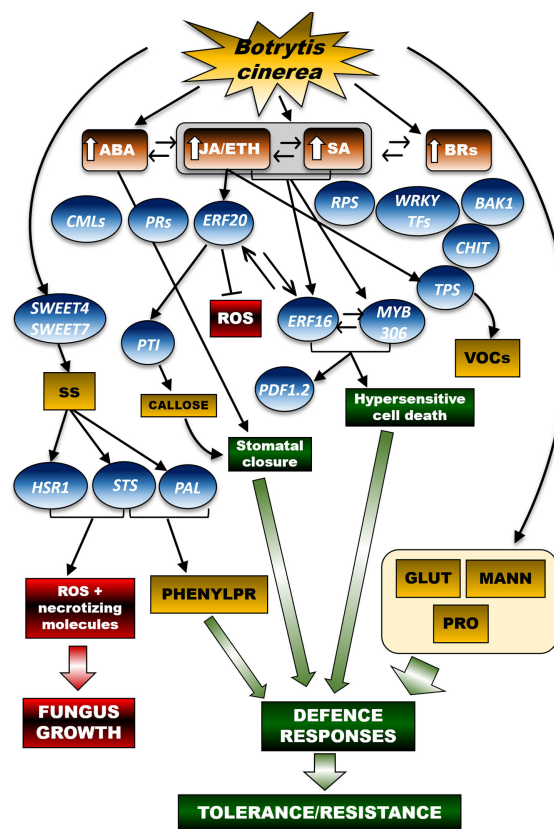 Botrytis
cinerea
ABA
JA/ETH
SA
BRs
CMLs
PRs
ERF20
RPS
WRKY
TFs
BAK1
CHIT
TPS
SWEET4
SWEET7
PTI
ROS
ERF16
MYB
306
VOCs
SS
CALLOSE
PDF1.2
Hypersensitive
cell death
Stomatal
closure
HSR1
STS
PAL
ROS +
necrotizing
molecules
PHENYLPR
GLUT
MANN
PRO
FUNGUS
GROWTH
DEFENCE
RESPONSES
TOLERANCE/RESISTANCE